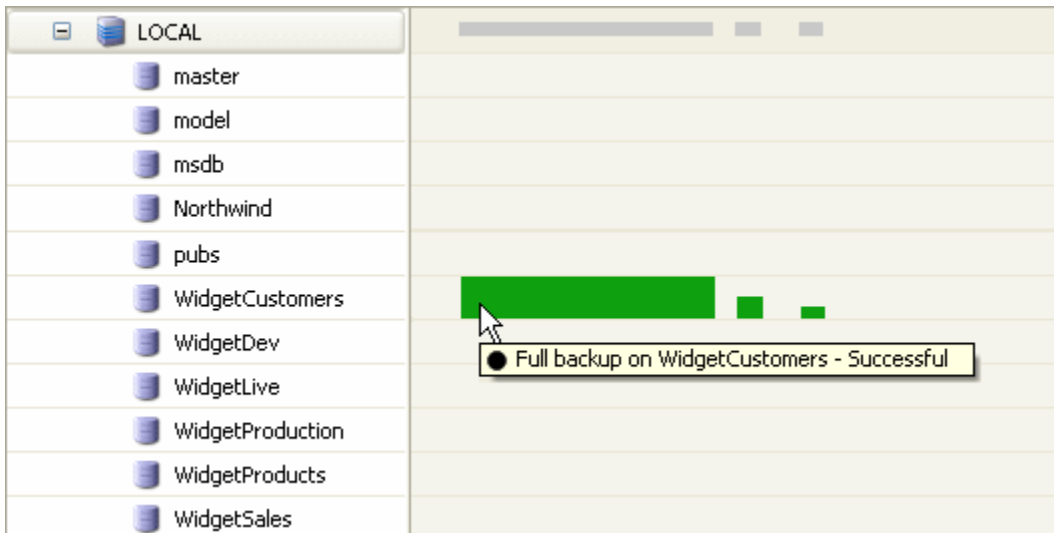 LOCAL
master
model
msdb
Northwind
pubs
WidgetCustomers
WidgetDev
Full backup on WidgetCustomers - Successful
WidgetLive
WidgetProduction
WidgetProducts
WidgetSales